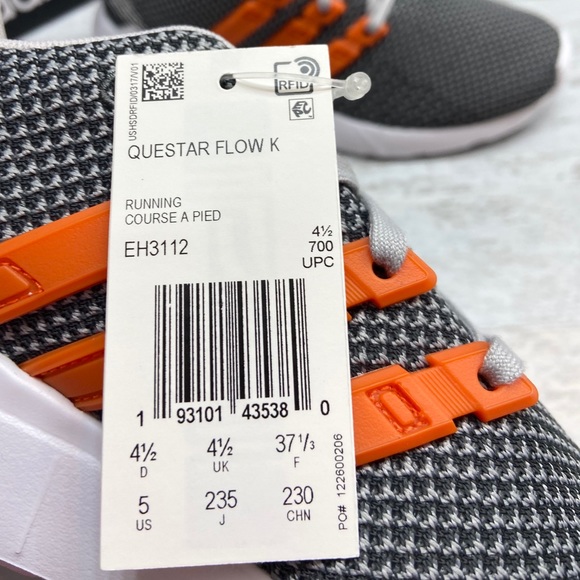 USHSDRFID/0317/V01
RFID
QUESTAR FLOW K
RUNNING
COURSE A PIED
EH3112
4½
700
UPC
1 93101 43538 0
4½ 4½ 37⅓
D UK F
5 235 230
US J CHN
PO# 122600206